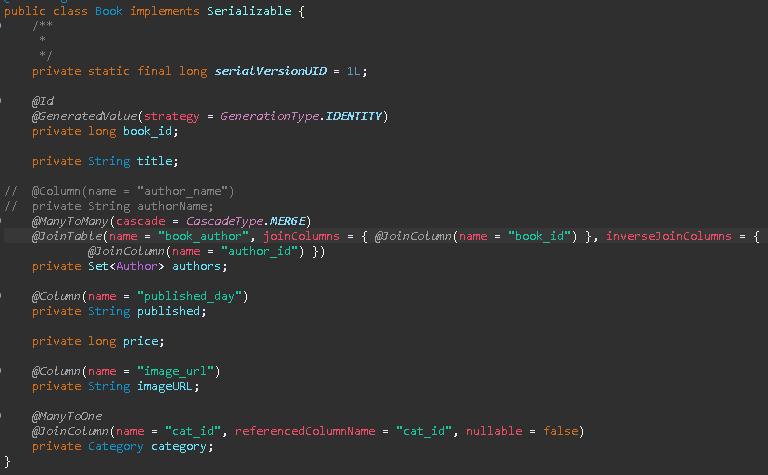 public class Book implements Serializable {
/**
*
*/
private static final long serialVersionUID = 1L;
@Id
@GeneratedValue(strategy = GenerationType.IDENTITY)
private long book_id;
private String title;
// @Column(name = "author_name")
// private String authorName;
@ManyToMany(cascade = CascadeType.MERGE)
@JoinTable(name = "book_author", joinColumns = { @JoinColumn(name = "book_id") }, inverseJoinColumns = {
@JoinColumn(name = "author_id") })
private Set<Author> authors;
@Column(name = "published_day")
private String published;
private long price;
@Column(name = "image_url")
private String imageURL;
@ManyToOne
@JoinColumn(name = "cat_id", referencedColumnName = "cat_id", nullable = false)
private Category category;
}